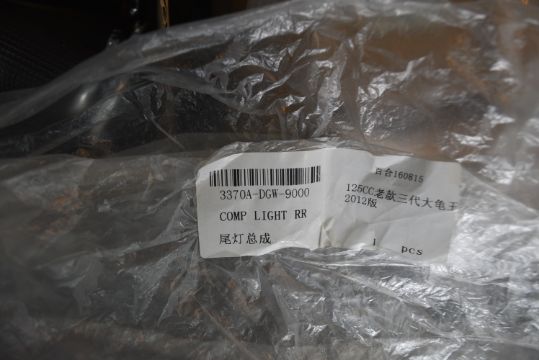 3370A-DGW-9000
COMP LIGHT RR
尾灯总成
百合160815
125CC老款三代大龟王
2012版
1 pcs